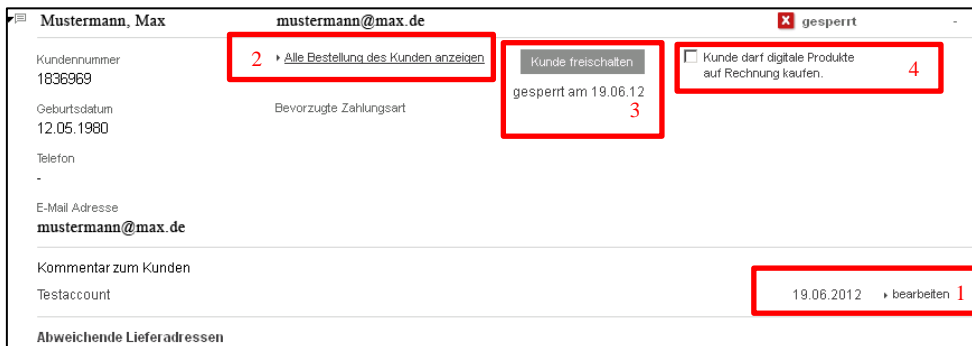 Mustermann, Max mustermann@max.de x gesperrt -
Kundennummer
1836969
2 Alle Bestellung des Kunden anzeigen
Kunde freischalten
gesperrt am 19.06.12
3
Kunde darf digitale Produkte
auf Rechnung kaufen.
4
Geburtsdatum
12.05.1980
Bevorzugte Zahlungsart
Telefon
-
E-Mail Adresse
mustermann@max.de
Kommentar zum Kunden
Testaccount 19.06.2012 bearbeiten 1
Abweichende Lieferadressen